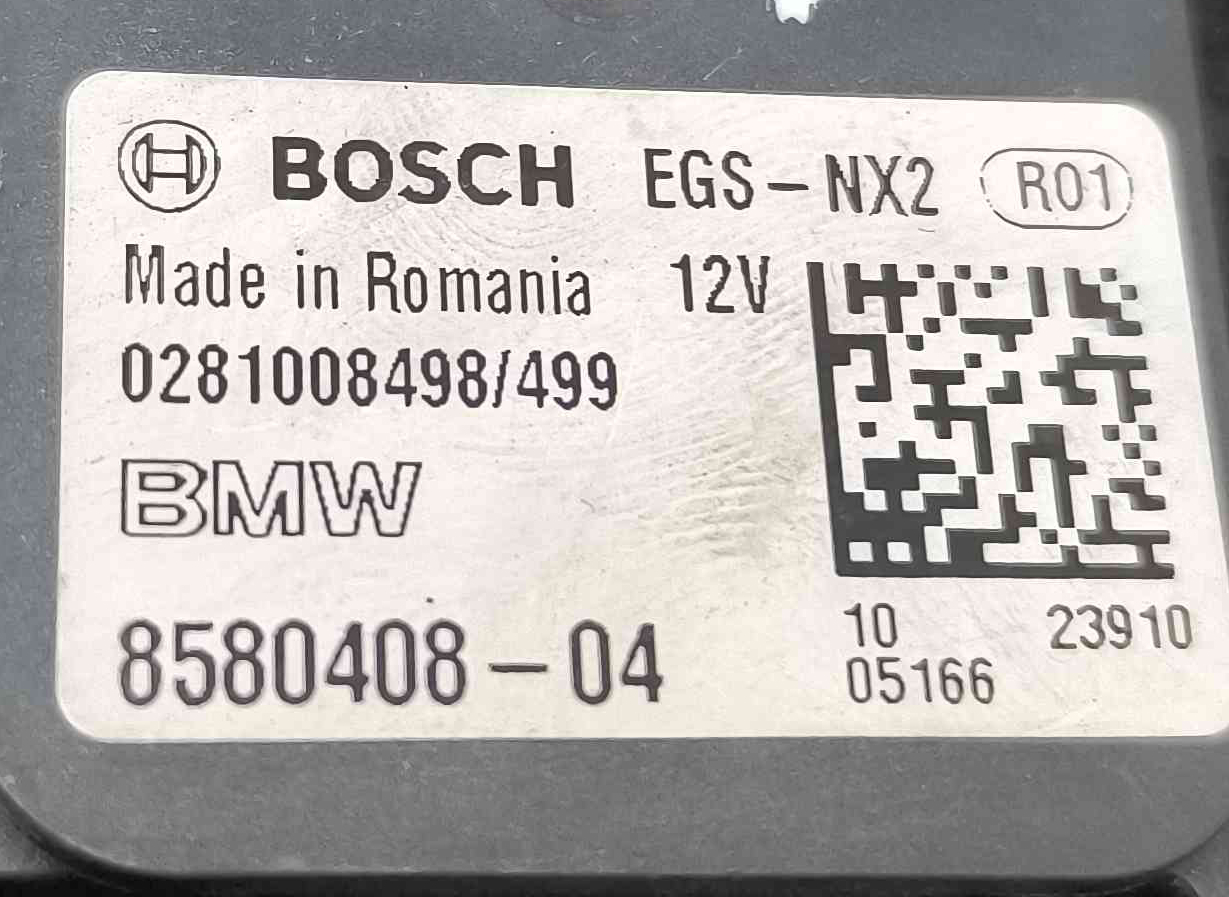 BOSCH EGS-NX2 R01
Made in Romania 12V
0281008498/499
BMW
8580408-04
10 23910
05166